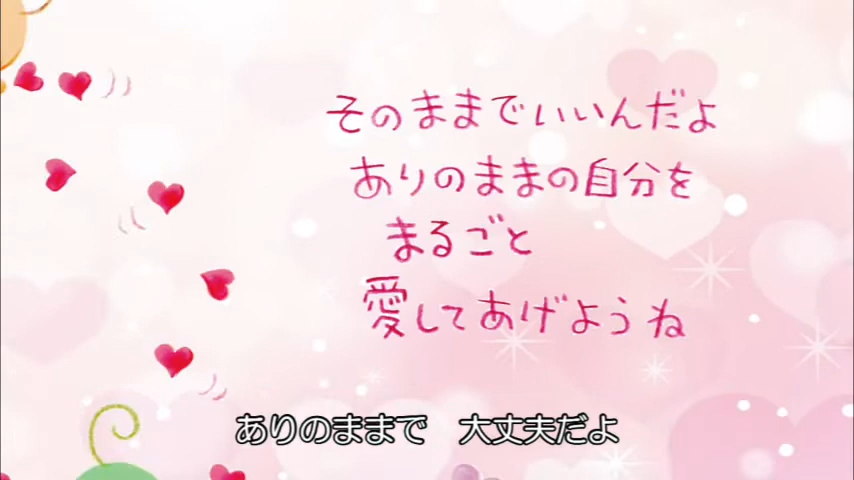 そのままでいいんだよ
ありのままの自分を
まるごと
愛してあげようね
ありのままで　大丈夫だよ